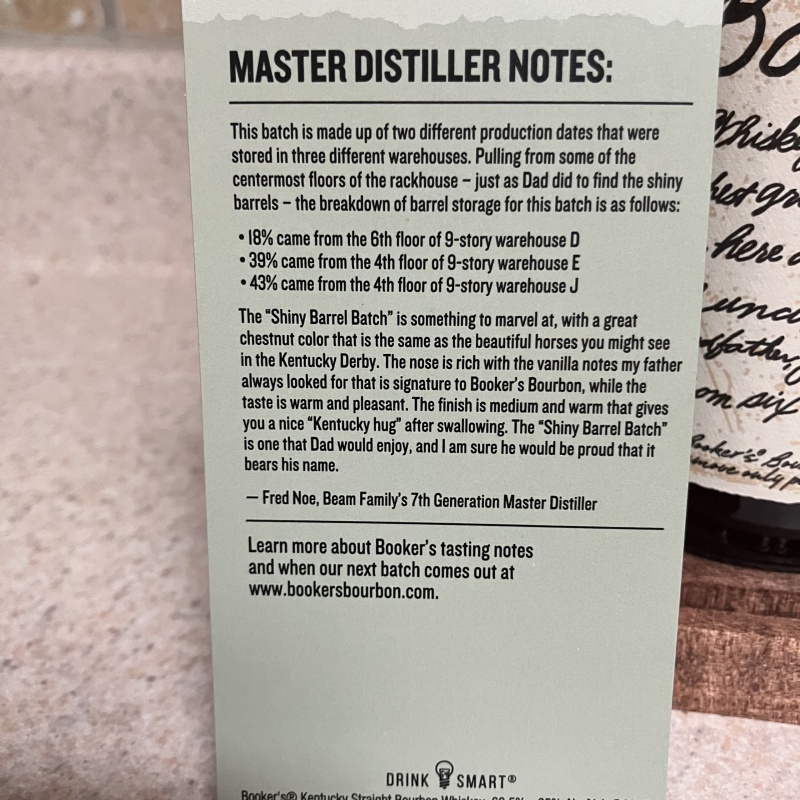 MASTER DISTILLER NOTES:
This batch is made up of two different production dates that were
stored in three different warehouses. Pulling from some of the
centermost floors of the rackhouse – just as Dad did to find the shiny
barrels – the breakdown of barrel storage for this batch is as follows:
• 18% came from the 6th floor of 9-story warehouse D
• 39% came from the 4th floor of 9-story warehouse E
• 43% came from the 4th floor of 9-story warehouse J
The “Shiny Barrel Batch” is something to marvel at, with a great
chestnut color that is the same as the beautiful horses you might see
in the Kentucky Derby. The nose is rich with the vanilla notes my father
always looked for that is signature to Booker's Bourbon, while the
taste is warm and pleasant. The finish is medium and warm that gives
you a nice “Kentucky hug” after swallowing. The “Shiny Barrel Batch”
is one that Dad would enjoy, and I am sure he would be proud that it
bears his name.
— Fred Noe, Beam Family's 7th Generation Master Distiller
Learn more about Booker's tasting notes
and when our next batch comes out at
www.bookersbourbon.com.
DRINK SMART®
Booker's® Kentucky Straight Bourbon Whiskey,
here